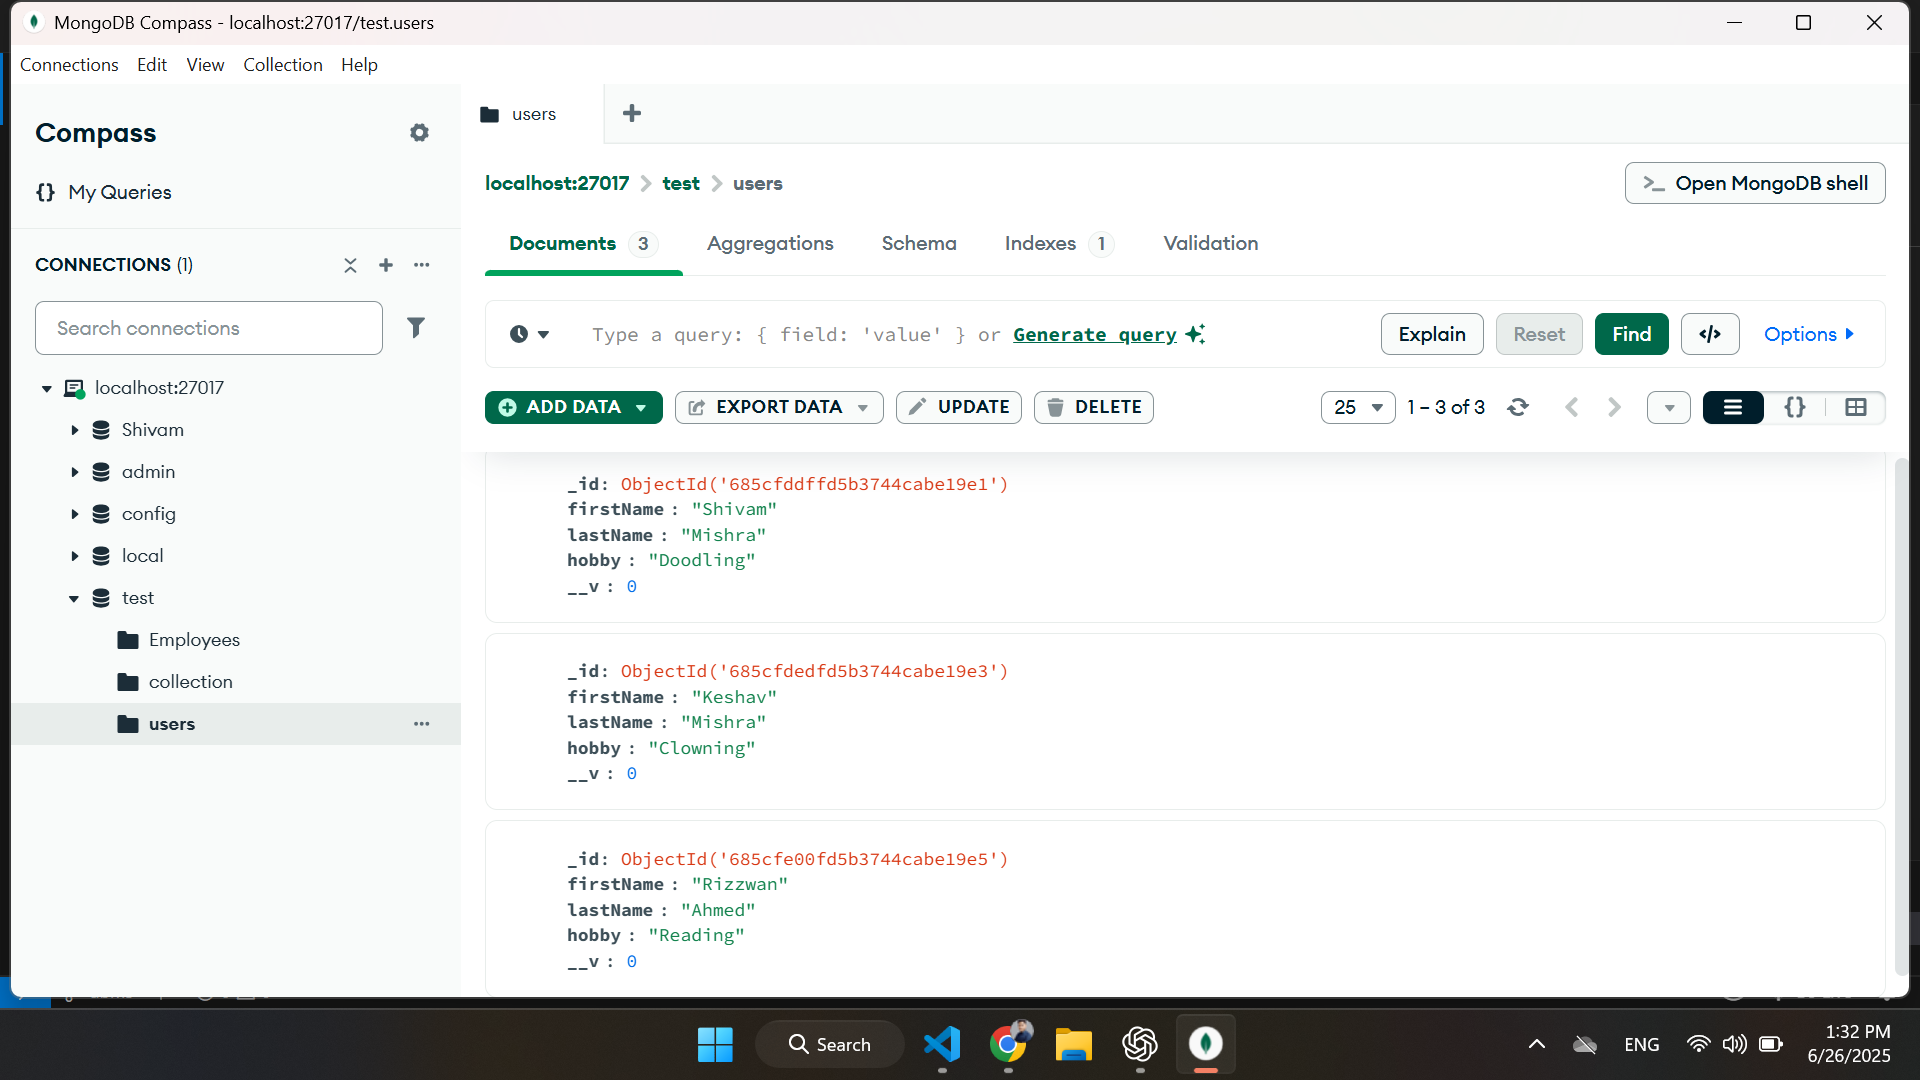 MongoDB Compass - localhost:27017/test.users
Connections Edit View Collection Help
Compass
{} My Queries
CONNECTIONS (1)
Search connections
localhost:27017
Shivam
admin
config
local
test
Employees
collection
users
users
localhost:27017 > test > users
>_ Open MongoDB shell
Documents 3 Aggregations Schema Indexes 1 Validation
Type a query: { field: 'value' } or Generate query
Explain Reset Find </> Options
ADD DATA EXPORT DATA UPDATE DELETE 25 1 – 3 of 3 {}
_id: ObjectId('685cfddffd5b3744cabe19e1')
firstName : "Shivam"
lastName : "Mishra"
hobby : "Doodling"
__v : 0
_id: ObjectId('685cfdedfd5b3744cabe19e3')
firstName : "Keshav"
lastName : "Mishra"
hobby : "Clowning"
__v : 0
_id: ObjectId('685cfe00fd5b3744cabe19e5')
firstName : "Rizzwan"
lastName : "Ahmed"
hobby : "Reading"
__v : 0
Search
ENG
1:32 PM
6/26/2025